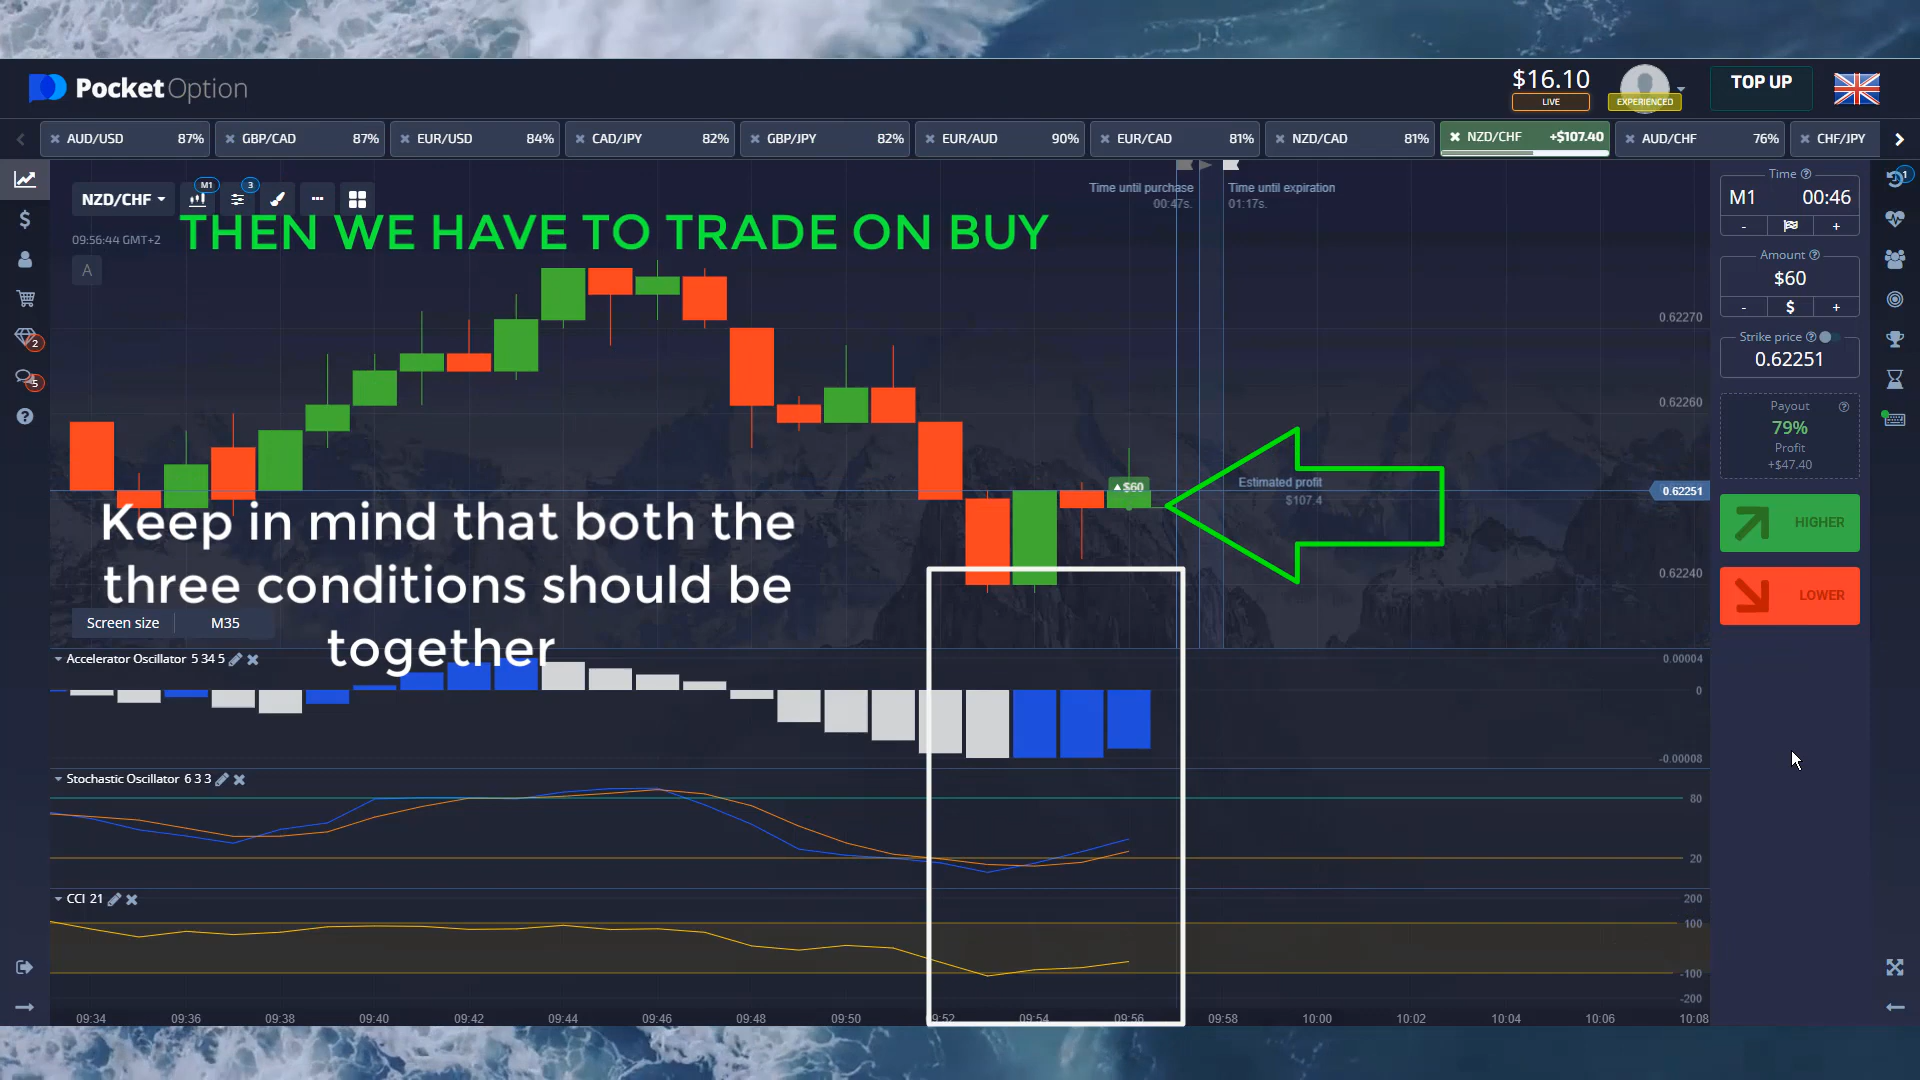 PocketOption
$16.10
LIVE
EXPERIENCED
TOP UP
AUD/USD 87%
GBP/CAD 87%
EUR/USD 84%
CAD/JPY 82%
GBP/JPY 82%
EUR/AUD 90%
EUR/CAD 81%
NZD/CAD 81%
NZD/CHF +$107.40
AUD/CHF 76%
CHF/JPY
NZD/CHF
M1
3
09:56:44 GMT+2
A
THEN WE HAVE TO TRADE ON BUY
Time until purchase
00:47s.
Time until expiration
01:17s.
Time
M1 00:46
- +
Amount
$60
- $ +
Strike price
0.62251
Payout
79%
Profit
+$47.40
HIGHER
LOWER
1
2
5
0.62270
0.62260
0.62251
0.62240
$60
Estimated profit
$107.4
Keep in mind that both the
three conditions should be
together
Screen size M35
Accelerator Oscillator 5 34 5
0.00004
0
-0.00008
Stochastic Oscillator 6 3 3
80
20
CCI 21
200
100
-100
-200
09:34 09:36 09:38 09:40 09:42 09:44 09:46 09:48 09:50 09:52 09:54 09:56 09:58 10:00 10:02 10:04 10:06 10:08